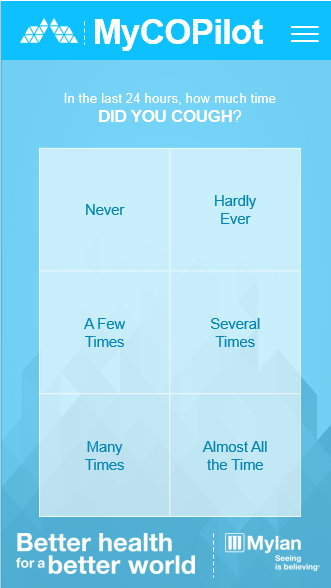 MyCOPilot
In the last 24 hours, how much time
DID YOU COUGH?
Never
Hardly
Ever
A Few
Times
Several
Times
Many
Times
Almost All
the Time
Better health
for a better world
Mylan
Seeing
is believing